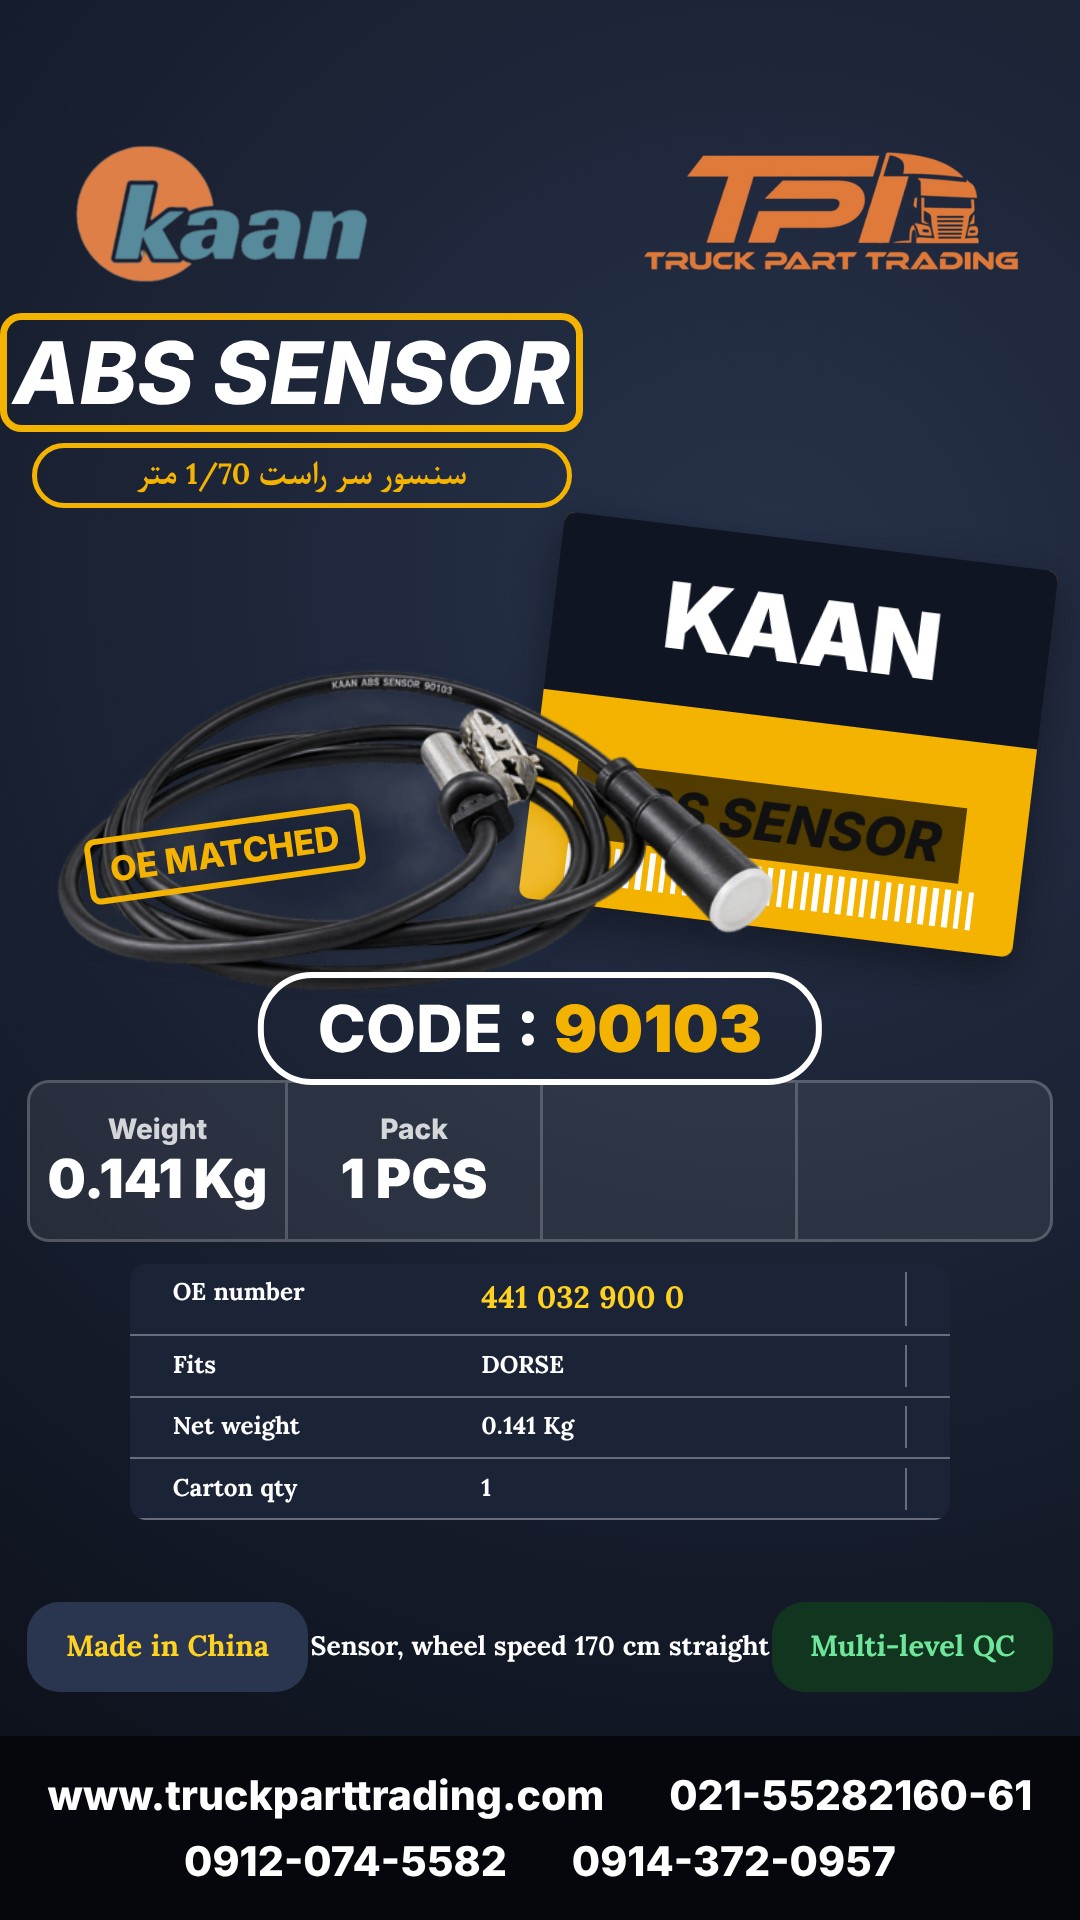 kaan
TPT
TRUCK PART TRADING
ABS SENSOR
سنسور سر راست 1/70 متر
KAAN
SENSOR
KAAN ABS SENSOR 90103
OE MATCHED
CODE : 90103
Weight
0.141 Kg
Pack
1 PCS
OE number 441 032 900 0
Fits DORSE
Net weight 0.141 Kg
Carton qty 1
Made in China
Sensor, wheel speed 170 cm straight
Multi-level QC
www.truckparttrading.com 021-55282160-61
0912-074-5582 0914-372-0957